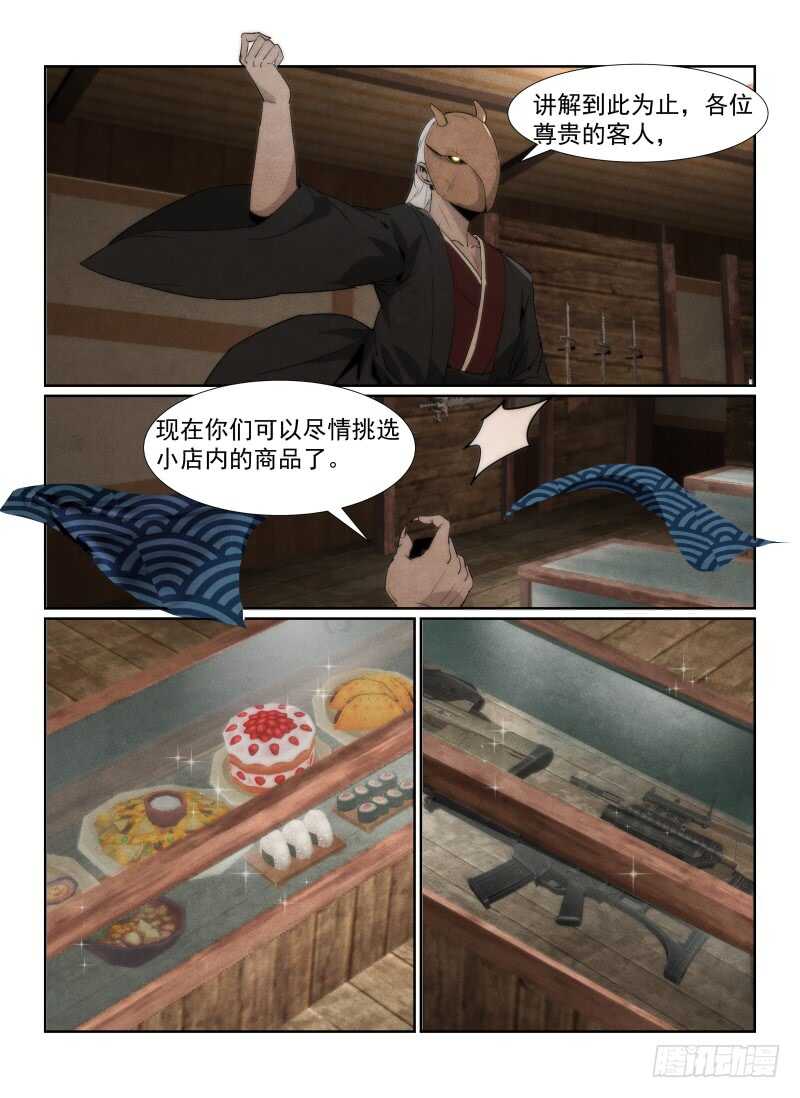 讲解到此为止，各位
尊贵的客人，
现在你们可以尽情挑选
小店内的商品了。
腾讯动漫